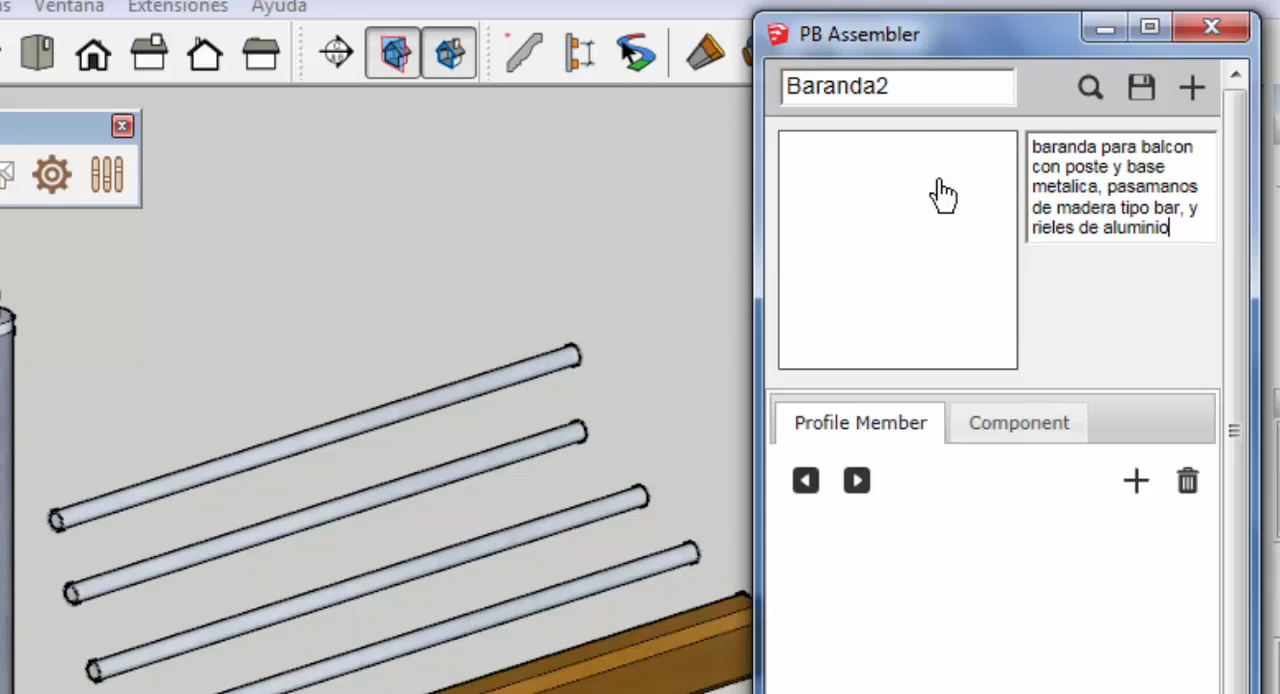 Ventana Extensiones Ayuda
PB Assembler
Baranda2
baranda para balcon
con poste y base
metalica, pasamanos
de madera tipo bar, y
rieles de aluminio
Profile Member Component